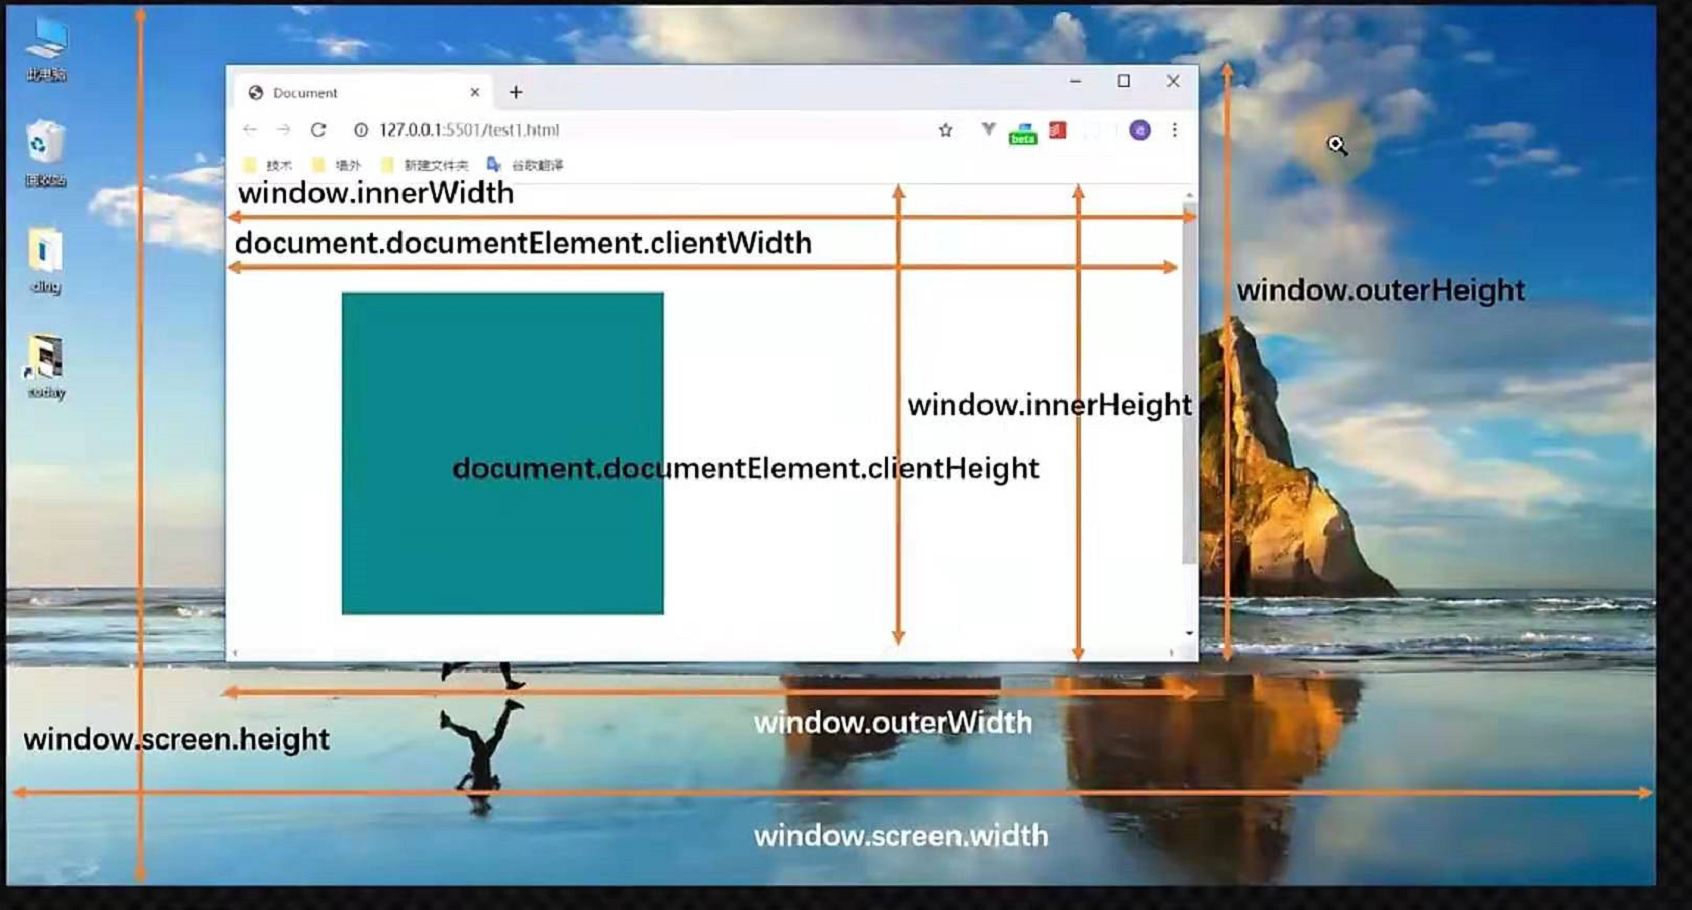 此电脑
Document
127.0.0.1:5501/test1.html
beta
回收站
技术
墙外
新建文件夹
谷歌翻译
window.innerWidth
document.documentElement.clientWidth
ding
window.outerHeight
today
window.innerHeight
document.documentElement.clientHeight
window.outerWidth
window.screen.height
window.screen.width